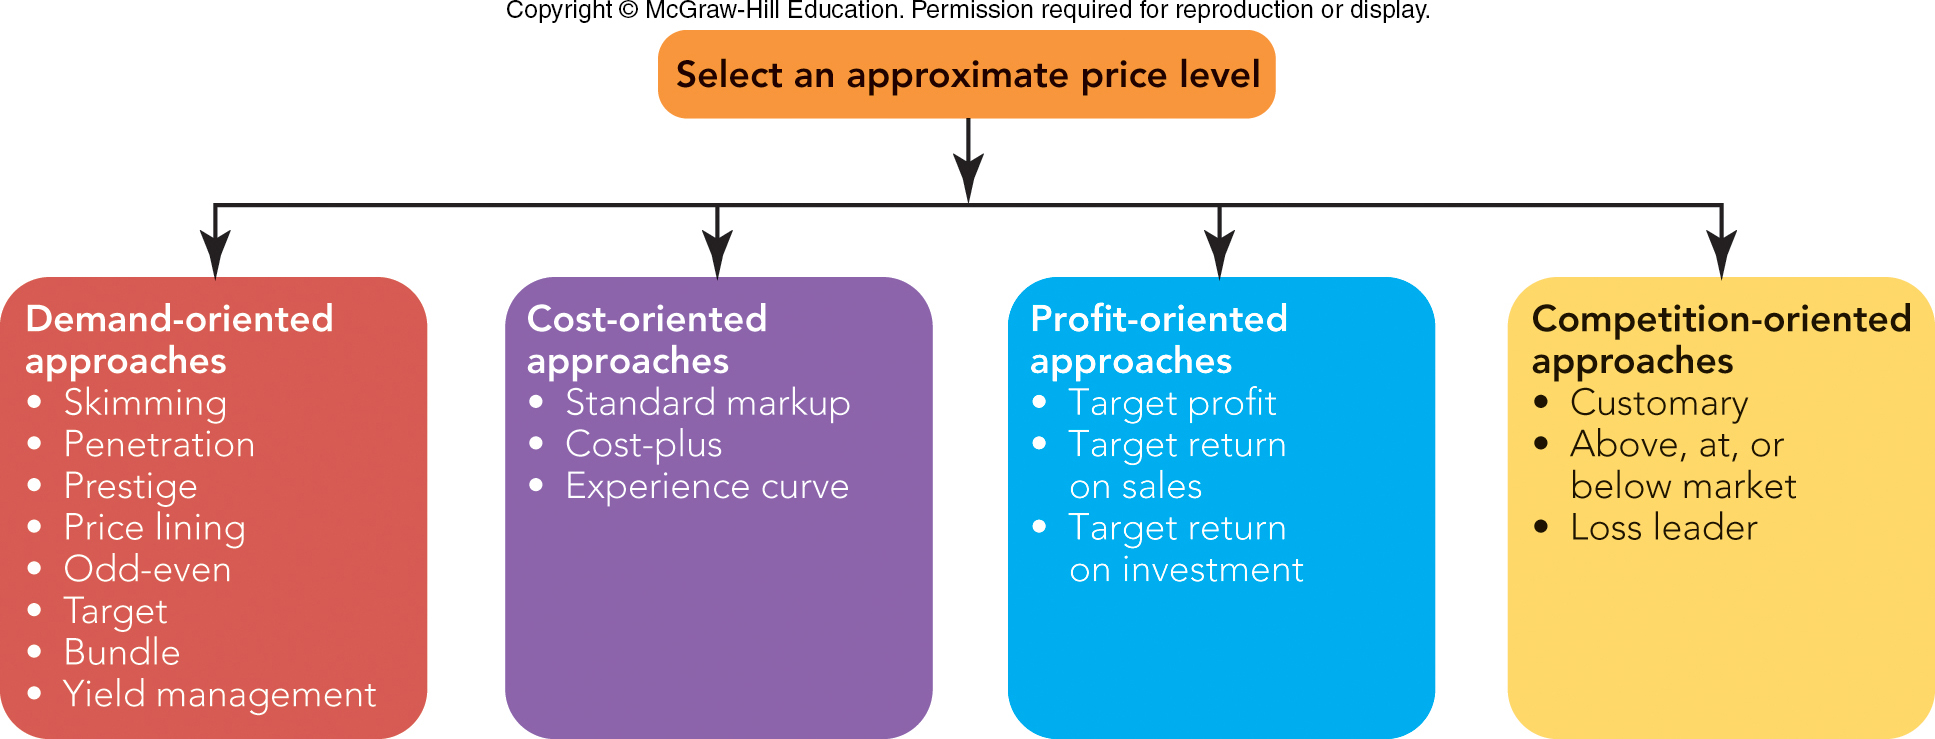 Copyright © McGraw-Hill Education. Permission required for reproduction or display.
Select an approximate price level
Demand-oriented
approaches
• Skimming
• Penetration
• Prestige
• Price lining
• Odd-even
• Target
• Bundle
• Yield management
Cost-oriented
approaches
• Standard markup
• Cost-plus
• Experience curve
Profit-oriented
approaches
• Target profit
• Target return
on sales
• Target return
on investment
Competition-oriented
approaches
• Customary
• Above, at, or
below market
• Loss leader